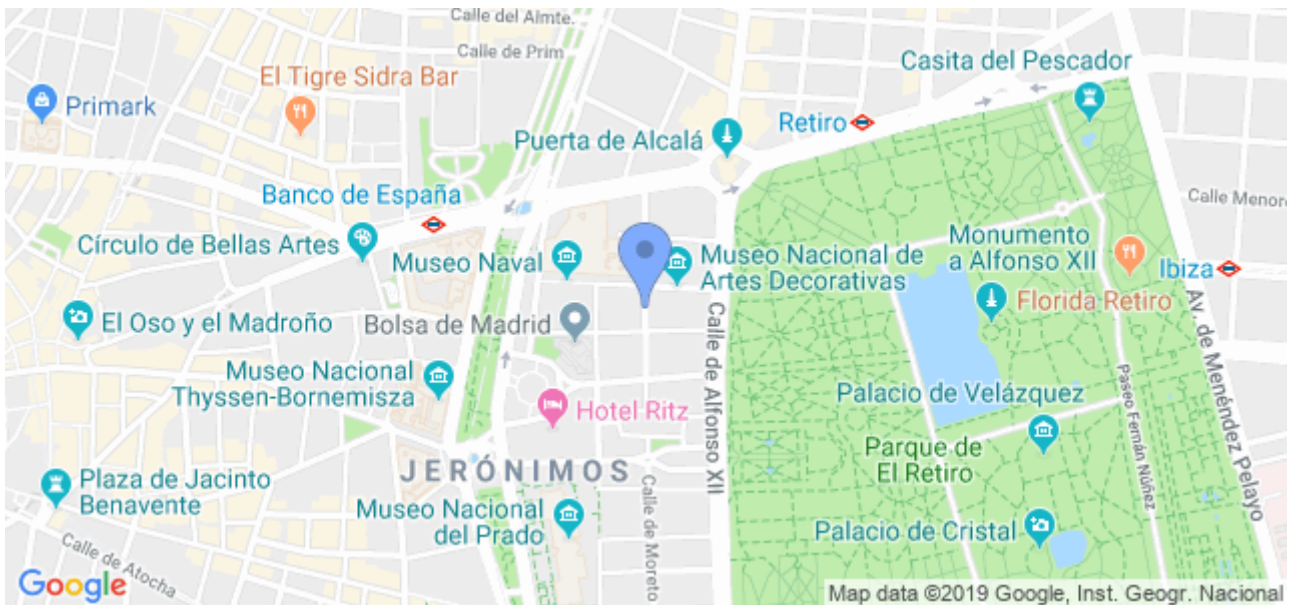 Calle del Almte.
Calle de Prim
El Tigre Sidra Bar
Primark
Casita del Pescador
Retiro
Puerta de Alcalá
Banco de España
Calle Menor
Círculo de Bellas Artes
Museo Naval
Museo Nacional de
Artes Decorativas
Monumento
a Alfonso XII
Ibiza
Florida Retiro
El Oso y el Madroño
Bolsa de Madrid
Calle de Alfonso XII
Av. de Menéndez Pelayo
Museo Nacional
Thyssen-Bornemisza
Hotel Ritz
Palacio de Velázquez
Paseo Fernán Núñez
Parque de
El Retiro
JERÓNIMOS
Plaza de Jacinto
Benavente
Calle de Moreto
Museo Nacional
del Prado
Palacio de Cristal
Calle de Atocha
Google
Map data ©2019 Google, Inst. Geogr. Nacional